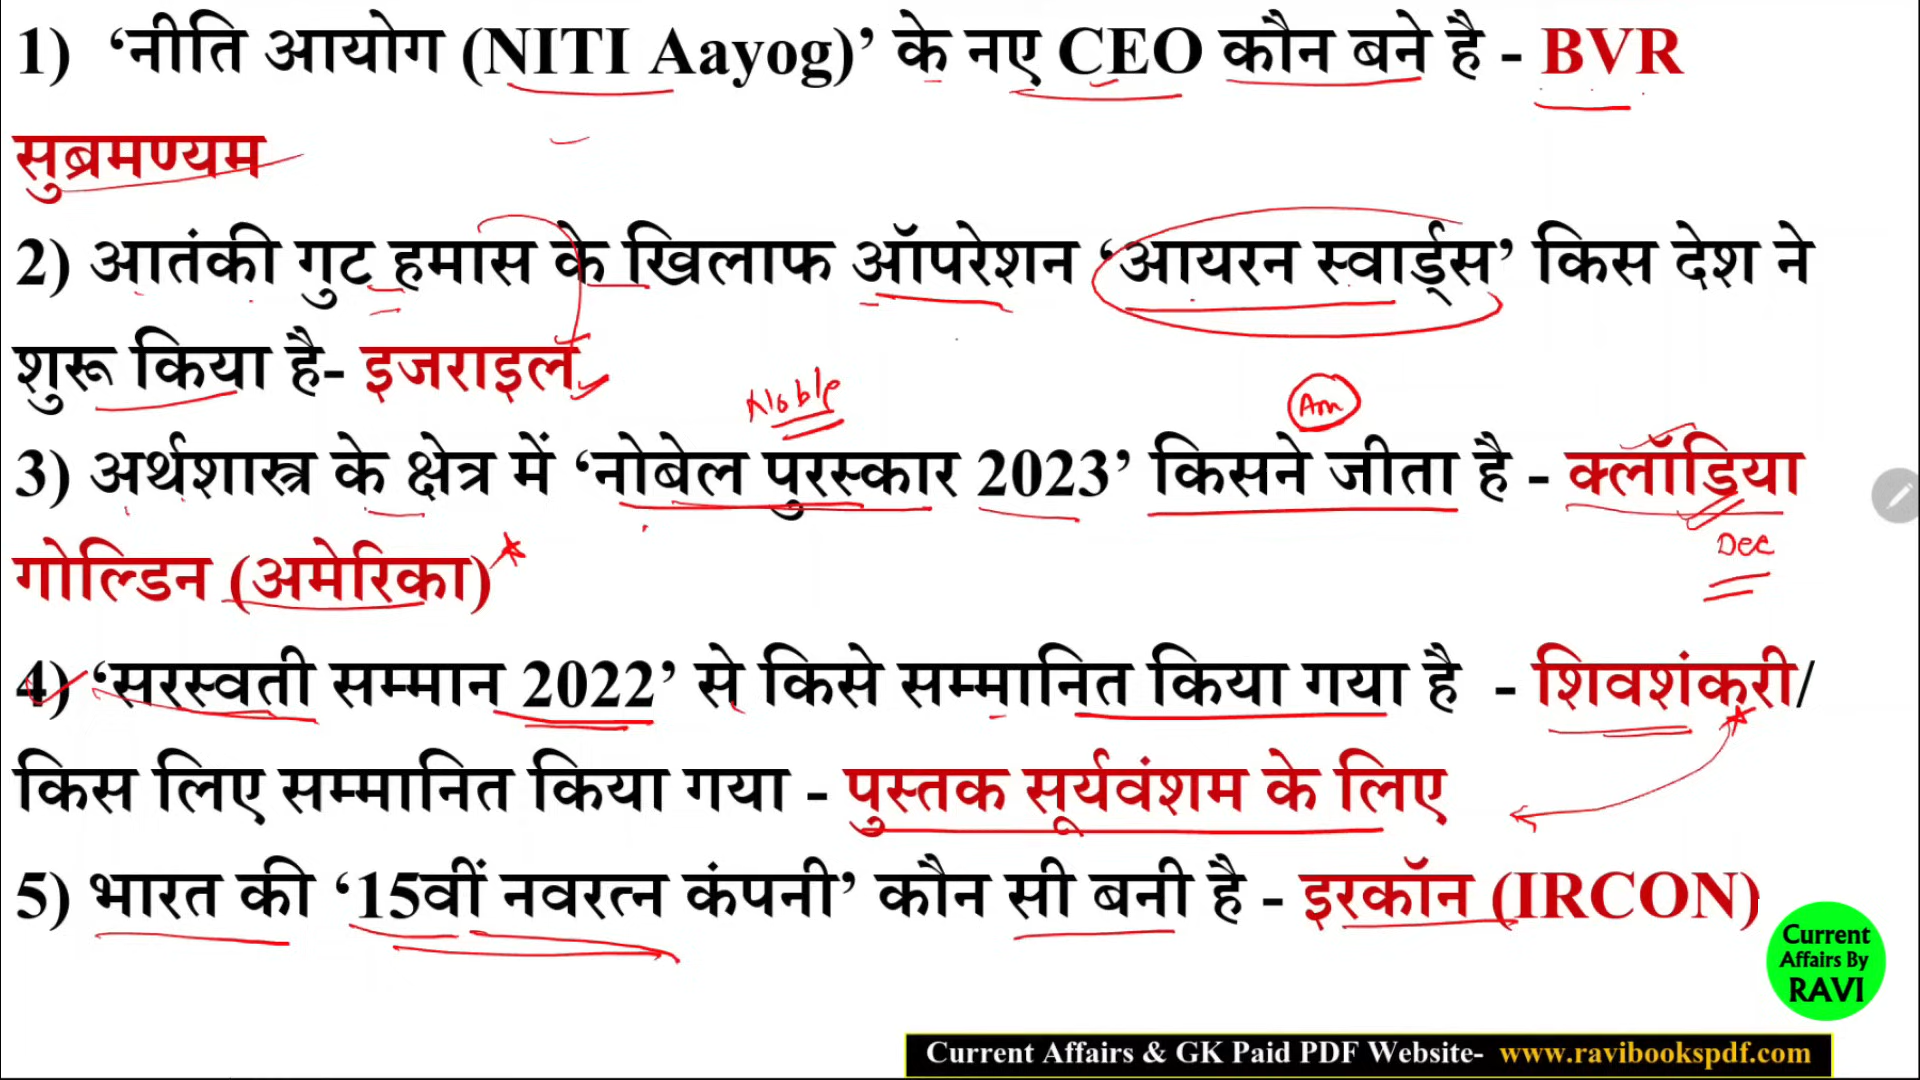 1) ‘नीति आयोग (NITI Aayog)’ के नए CEO कौन बने है - BVR
सुब्रमण्यम
2) आतंकी गुट हमास के खिलाफ ऑपरेशन ‘आयरन स्वार्ड्स’ किस देश ने
शुरू किया है- इजराइल
Noble
Am
3) अर्थशास्त्र के क्षेत्र में ‘नोबेल पुरस्कार 2023’ किसने जीता है - क्लॉडिया
Dec
गोल्डिन (अमेरिका)
4) ‘सरस्वती सम्मान 2022’ से किसे सम्मानित किया गया है - शिवशंकरी/
किस लिए सम्मानित किया गया - पुस्तक सूर्यवंशम के लिए
5) भारत की ‘15वीं नवरत्न कंपनी’ कौन सी बनी है - इरकॉन (IRCON)
Current
Affairs By
RAVI
Current Affairs & GK Paid PDF Website- www.ravibookspdf.com